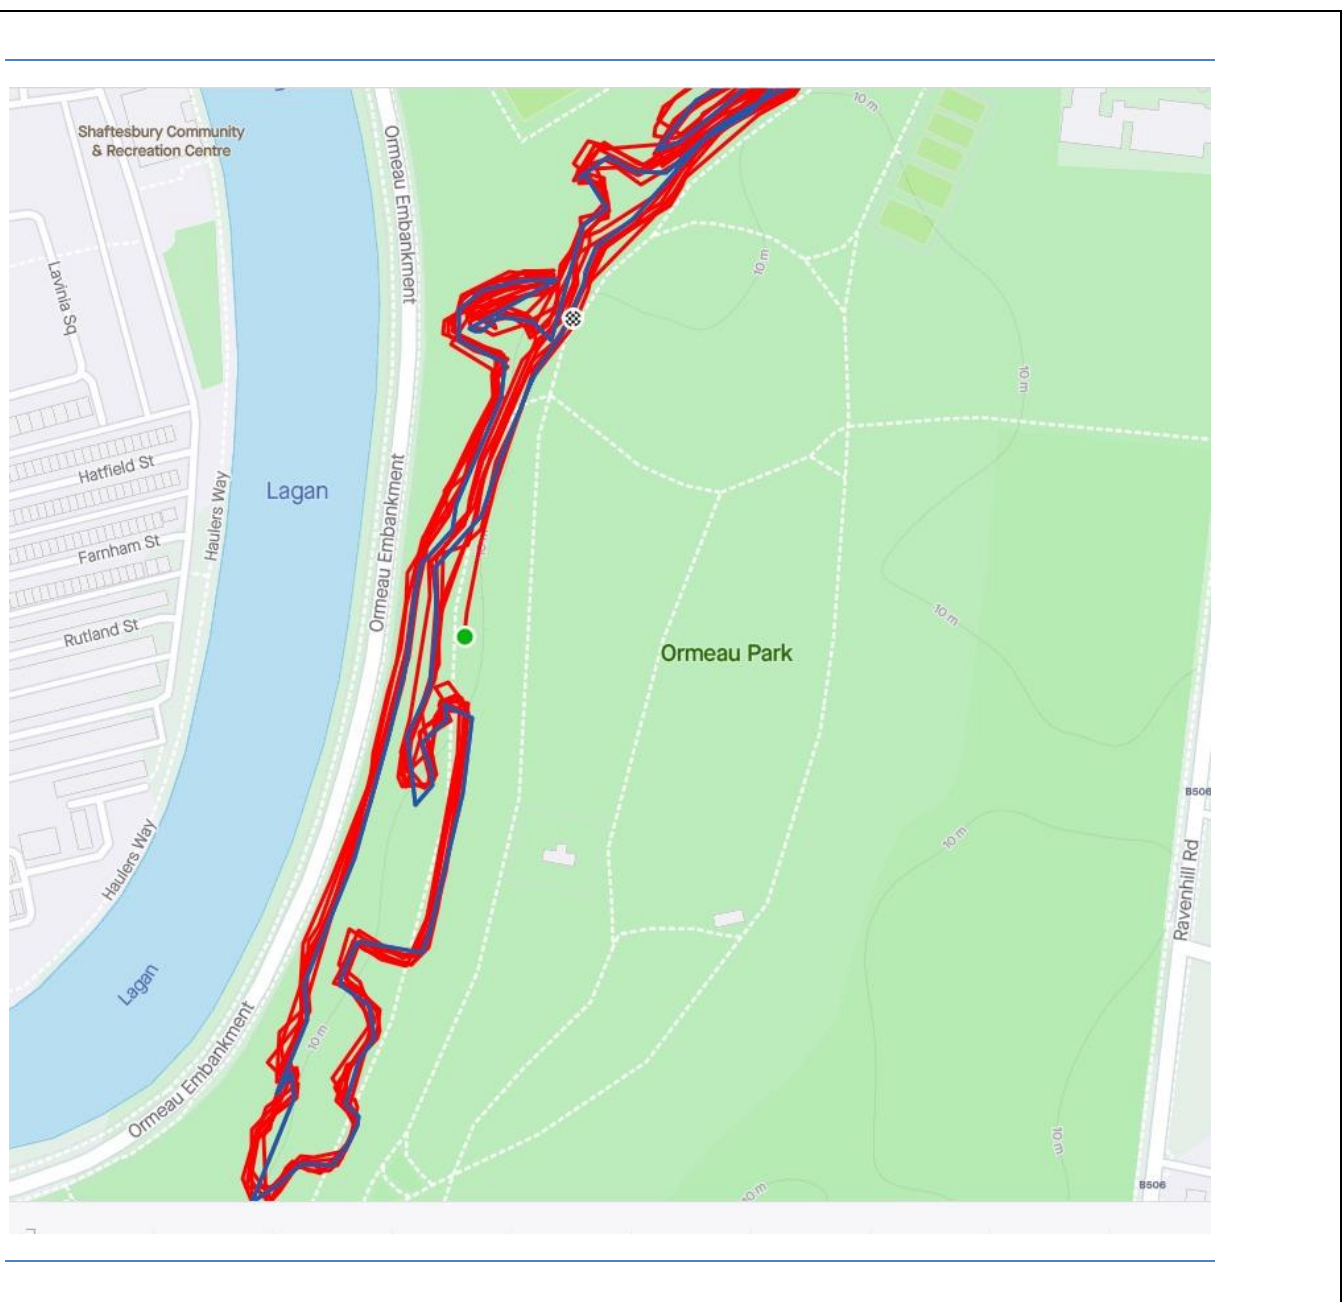 Shaftesbury Community
& Recreation Centre
Ormeau Embankment
10 m
Lavinia Sq
10 m
10 m
Hatfield St
Haulers Way
Lagan
Ormeau Embankment
Farnham St
10 m
Rutland St
Ormeau Park
B506
Haulers Way
10 m
Ravenhill Rd
Lagan
Ormeau Embankment
10 m
10 m
B506
10 m